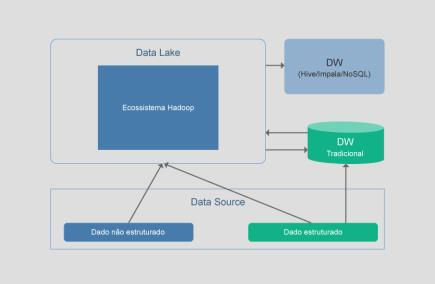 Data Lake
Ecossistema Hadoop
DW
(Hive/Impala/NoSQL)
DW
Tradicional
Data Source
Dado não estruturado
Dado estruturado